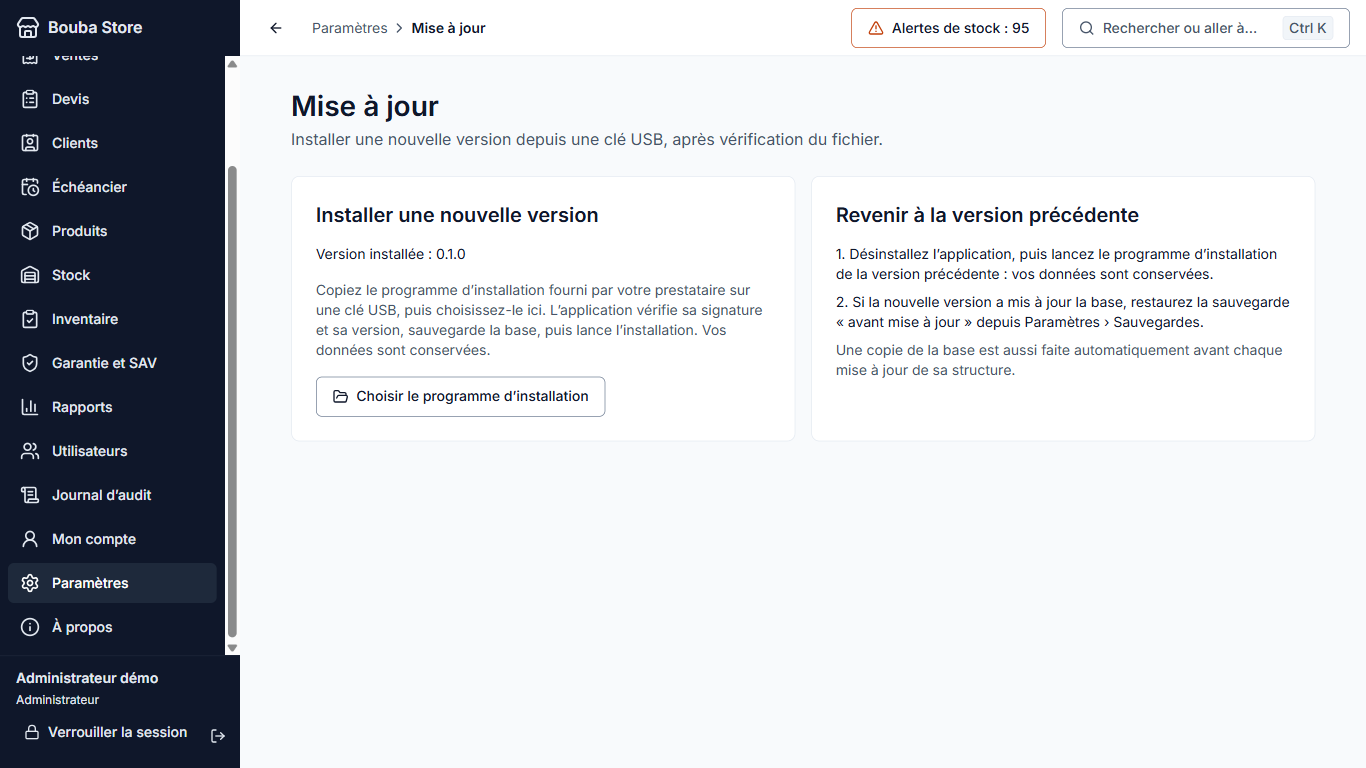 Bouba Store
Ventes
Devis
Clients
Échéancier
Produits
Stock
Inventaire
Garantie et SAV
Rapports
Utilisateurs
Journal d’audit
Mon compte
Paramètres
À propos
Administrateur démo
Administrateur
Verrouiller la session
Paramètres > Mise à jour
Alertes de stock : 95
Rechercher ou aller à… Ctrl K
Mise à jour
Installer une nouvelle version depuis une clé USB, après vérification du fichier.
Installer une nouvelle version
Version installée : 0.1.0
Copiez le programme d’installation fourni par votre prestataire sur
une clé USB, puis choisissez-le ici. L’application vérifie sa signature
et sa version, sauvegarde la base, puis lance l’installation. Vos
données sont conservées.
Choisir le programme d’installation
Revenir à la version précédente
1. Désinstallez l’application, puis lancez le programme d’installation
de la version précédente : vos données sont conservées.
2. Si la nouvelle version a mis à jour la base, restaurez la sauvegarde
« avant mise à jour » depuis Paramètres › Sauvegardes.
Une copie de la base est aussi faite automatiquement avant chaque
mise à jour de sa structure.